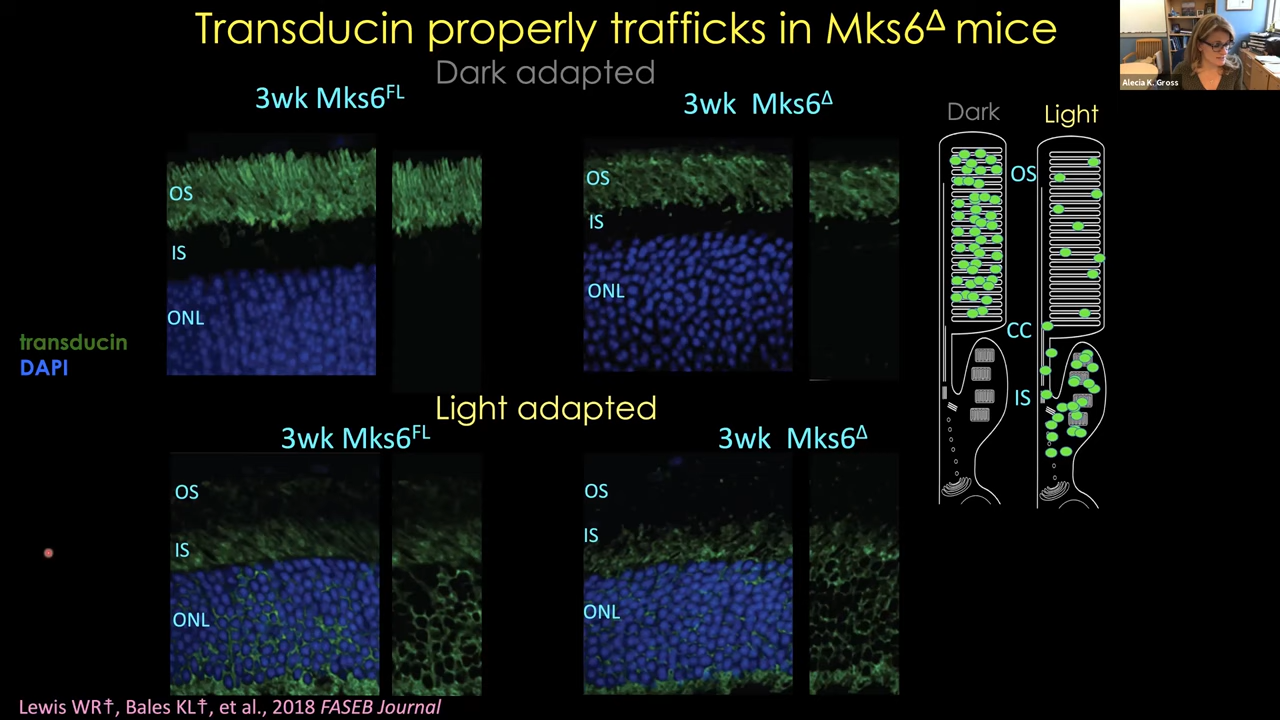 Transducin properly trafficks in Mks6Δ mice
Alecia K. Gross
Dark adapted
3wk Mks6FL
3wk Mks6Δ
Dark
Light
OS
IS
ONL
OS
IS
ONL
OS
CC
IS
transducin
DAPI
Light adapted
3wk Mks6FL
3wk Mks6Δ
OS
IS
ONL
OS
IS
ONL
Lewis WR☨, Bales KL☨, et al., 2018 FASEB Journal